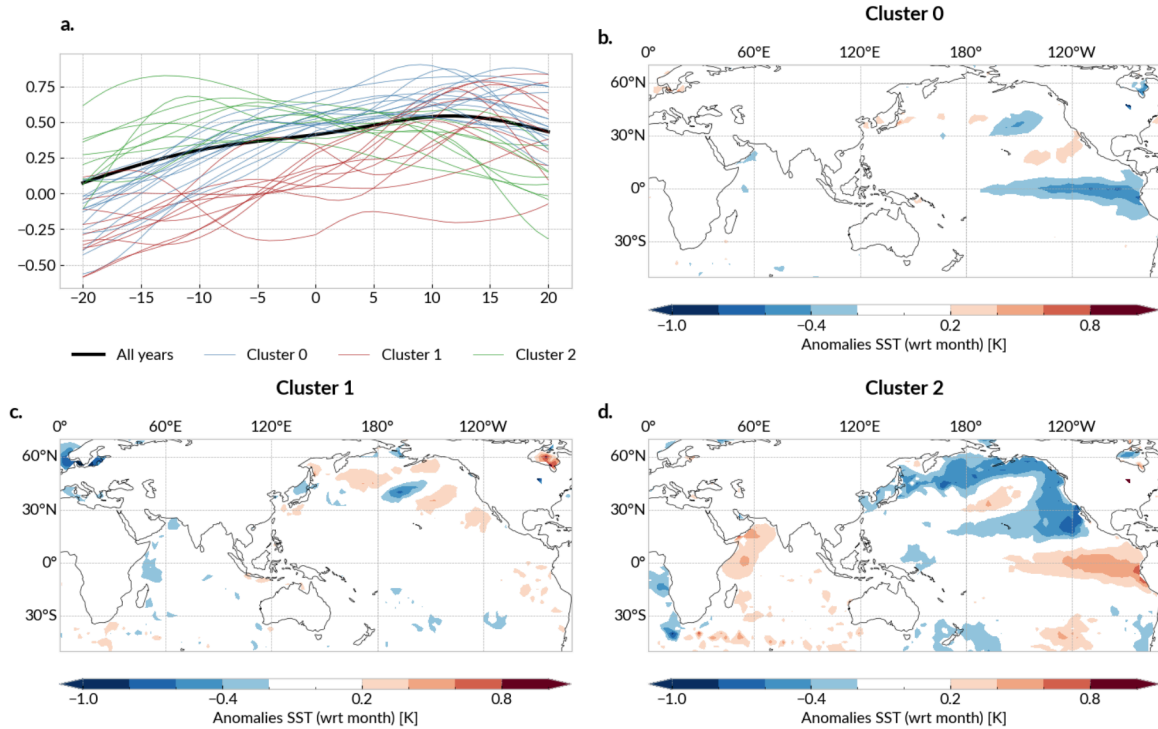 a.
0.75
0.50
0.25
0.00
−0.25
−0.50
−20 −15 −10 −5 0 5 10 15 20
All years Cluster 0 Cluster 1 Cluster 2
Cluster 0
b.
0° 60°E 120°E 180° 120°W
60°N
30°N
0°
30°S
−1.0 −0.4 0.2 0.8
Anomalies SST (wrt month) [K]
Cluster 1
c.
0° 60°E 120°E 180° 120°W
60°N
30°N
0°
30°S
−1.0 −0.4 0.2 0.8
Anomalies SST (wrt month) [K]
Cluster 2
d.
0° 60°E 120°E 180° 120°W
60°N
30°N
0°
30°S
−1.0 −0.4 0.2 0.8
Anomalies SST (wrt month) [K]